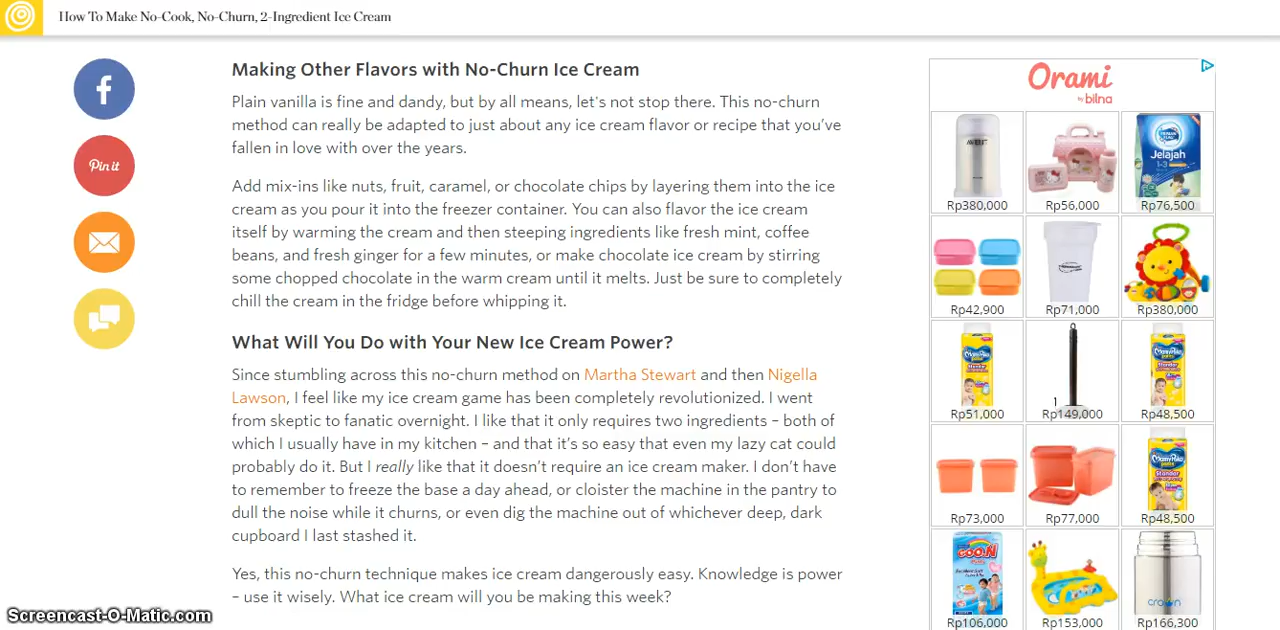 How To Make No-Cook, No-Churn, 2-Ingredient Ice Cream
Pin it
Making Other Flavors with No-Churn Ice Cream
Plain vanilla is fine and dandy, but by all means, let's not stop there. This no-churn
method can really be adapted to just about any ice cream flavor or recipe that you've
fallen in love with over the years.
Add mix-ins like nuts, fruit, caramel, or chocolate chips by layering them into the ice
cream as you pour it into the freezer container. You can also flavor the ice cream
itself by warming the cream and then steeping ingredients like fresh mint, coffee
beans, and fresh ginger for a few minutes, or make chocolate ice cream by stirring
some chopped chocolate in the warm cream until it melts. Just be sure to completely
chill the cream in the fridge before whipping it.
What Will You Do with Your New Ice Cream Power?
Since stumbling across this no-churn method on Martha Stewart and then Nigella
Lawson, I feel like my ice cream game has been completely revolutionized. I went
from skeptic to fanatic overnight. I like that it only requires two ingredients – both of
which I usually have in my kitchen – and that it's so easy that even my lazy cat could
probably do it. But I really like that it doesn't require an ice cream maker. I don't have
to remember to freeze the base a day ahead, or cloister the machine in the pantry to
dull the noise while it churns, or even dig the machine out of whichever deep, dark
cupboard I last stashed it.
Yes, this no-churn technique makes ice cream dangerously easy. Knowledge is power
– use it wisely. What ice cream will you be making this week?
Orami
by bilna
Jelajah
1-3
Rp380,000 Rp56,000 Rp76,500
Rp42,900 Rp71,000 Rp380,000
MamyPoko
Standar
1
MamyPoko
Standar
Rp51,000 Rp149,000 Rp48,500
MamyPoko
Standar
Rp73,000 Rp77,000 Rp48,500
GOO.N
crown
Rp106,000 Rp153,000 Rp166,300
Screencast-O-Matic.com